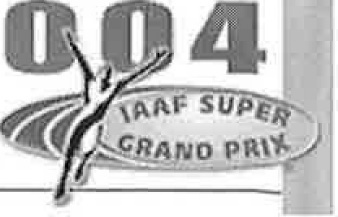 004
IAAF SUPER
GRAND PRIX